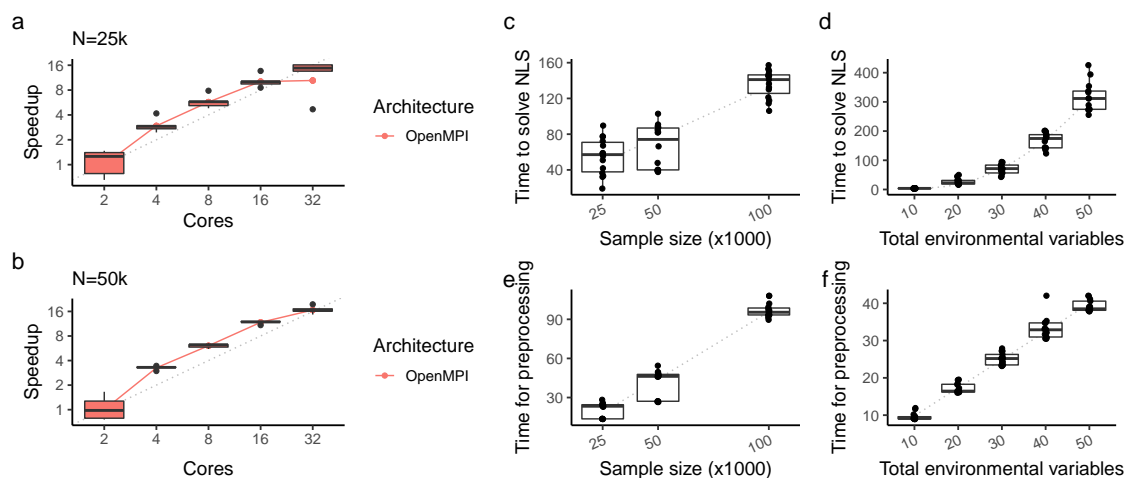 a
N=25k
16
8
4
2
1
Speedup
2 4 8 16 32
Cores
Architecture
OpenMPI
b
N=50k
16
8
4
2
1
Speedup
2 4 8 16 32
Cores
Architecture
OpenMPI
c
Time to solve NLS
160
120
80
40
25 50 100
Sample size (x1000)
d
Time to solve NLS
400
300
200
100
0
10 20 30 40 50
Total environmental variables
e
Time for preprocessing
90
60
30
25 50 100
Sample size (x1000)
f
Time for preprocessing
40
30
20
10
10 20 30 40 50
Total environmental variables